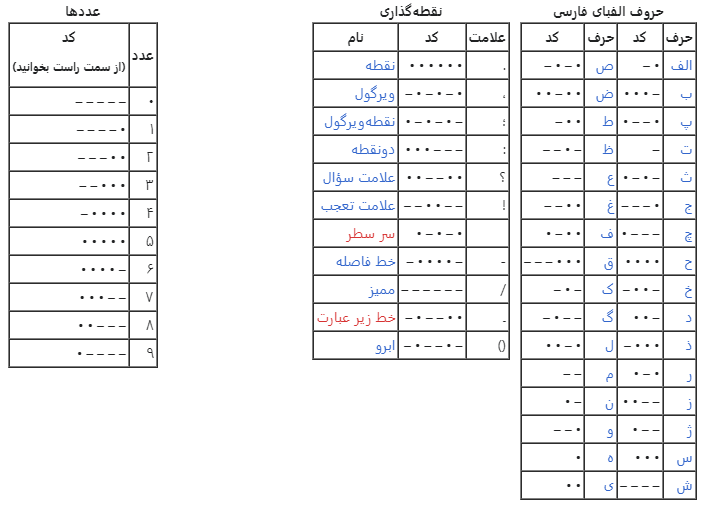 حروف الفبای فارسی
حرف کد حرف کد
الف • – ص • – • –
ب – • • • ض • • – • •
پ • – – • ط • • –
ت – ظ – • – –
ث – • – • ع – – –
ج • – – – غ • • – –
چ – – – • ف • • – •
ح • • • • ق • • • – – –
خ – • • – ک – • –
د – • • گ – – • –
ذ • • • – ل • – • •
ر • – • م – –
ز – – • • ن – •
ژ – – • و • – –
س • • • ه •
ش – – – – ی • •
نقطه‌گذاری
علامت کد نام
. • • • • • • نقطه
، • – • – • – ویرگول
؛ – • – • – • نقطه‌ویرگول
: – – – • • • دونقطه
؟ • • – – • • علامت سؤال
! – – • • – – علامت تعجب
• – • – • سر سطر
- – • • • • – خط فاصله
/ – – – – – – ممیز
_ • • – – • – خط زیر عبارت
() – • – – • – ابرو
عددها
عدد کد
(از سمت راست بخوانید)
۰ – – – – –
۱ • – – – –
۲ • • – – –
۳ • • • – –
۴ • • • • –
۵ • • • • •
۶ – • • • •
۷ – – • • •
۸ – – – • •
۹ – – – – •